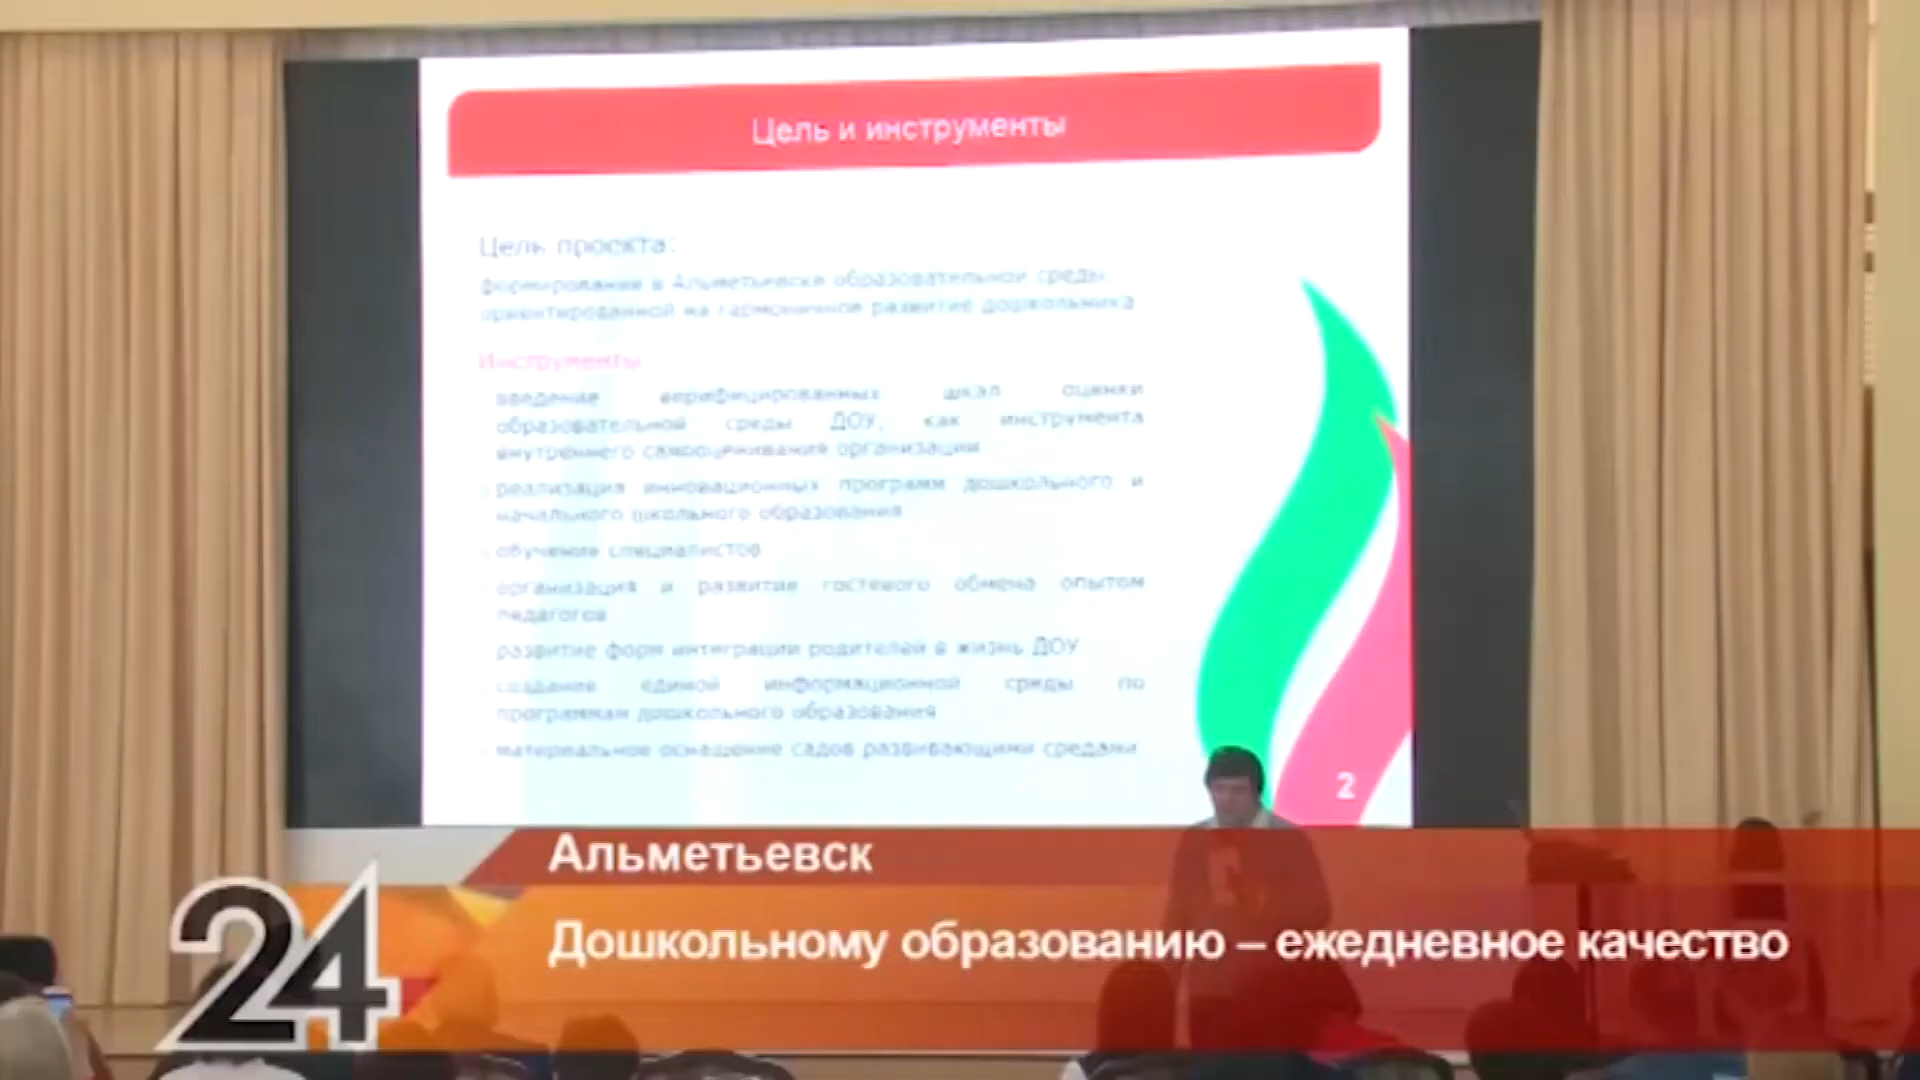 Цель и инструменты
Цель проекта:
формирование в Альметьевске образовательной среды
ориентированной на гармоничное развитие дошкольника
Инструменты
введение верифицированных шкал оценки
образовательной среды ДОУ, как инструмента
внутреннего самооценивания организации
- реализация инновационных программ дошкольного и
начального школьного образования
- обучение специалистов
- организация и развитие гостевого обмена опытом
педагогов
- развитие форм интеграции родителей в жизнь ДОУ
- создание единой информационной среды по
программам дошкольного образования
- материальное оснащение садов развивающими средами
2
Альметьевск
24
Дошкольному образованию – ежедневное качество